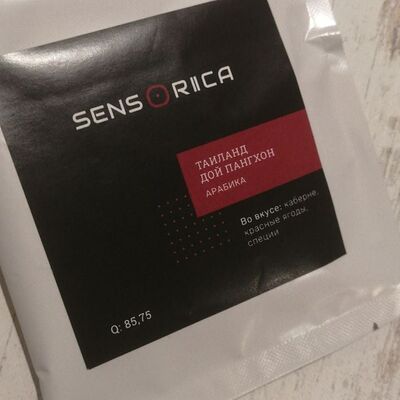 SENSORICA
ТАИЛАНД
ДОЙ ПАНГХОН
АРАБИКА
Во вкусе: каберне,
красные ягоды,
специи
Q: 85,75